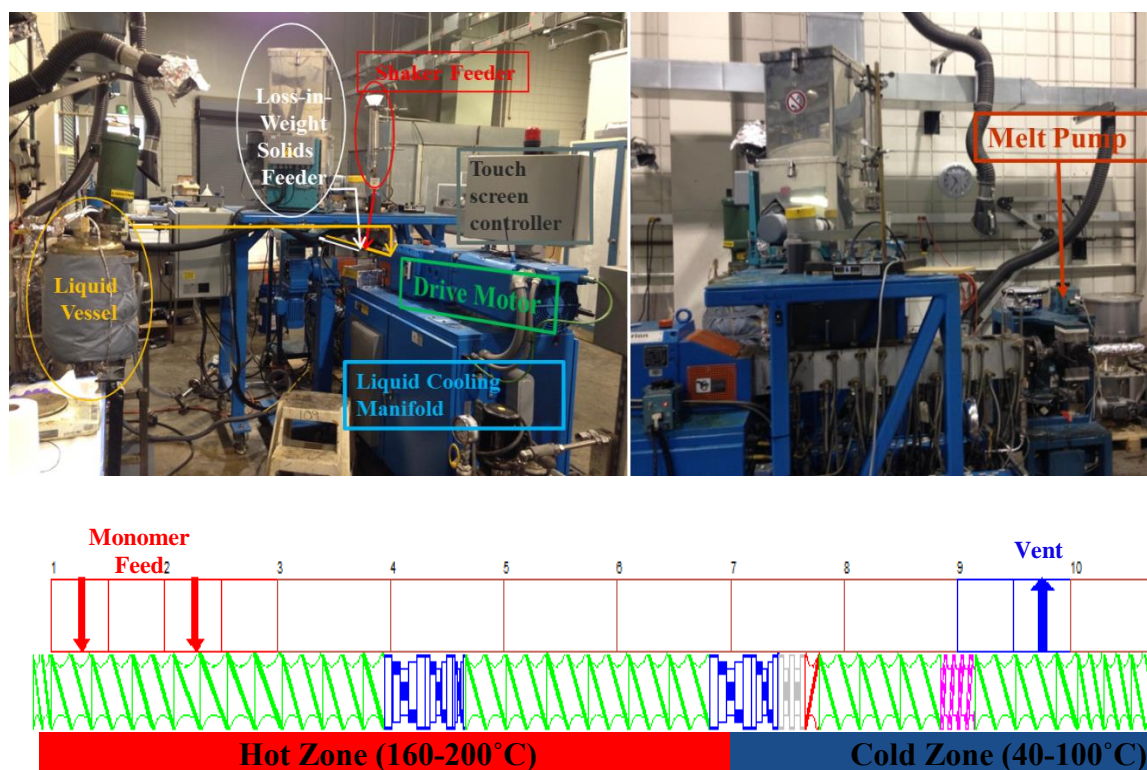 Shaker Feeder
Loss-in-
Weight
Solids
Feeder
Touch
screen
controller
Liquid
Vessel
Drive Motor
Liquid Cooling
Manifold
109
Melt Pump
Monomer
Feed
Vent
1 2 3 4 5 6 7 8 9 10
Hot Zone (160-200˚C)
Cold Zone (40-100˚C)